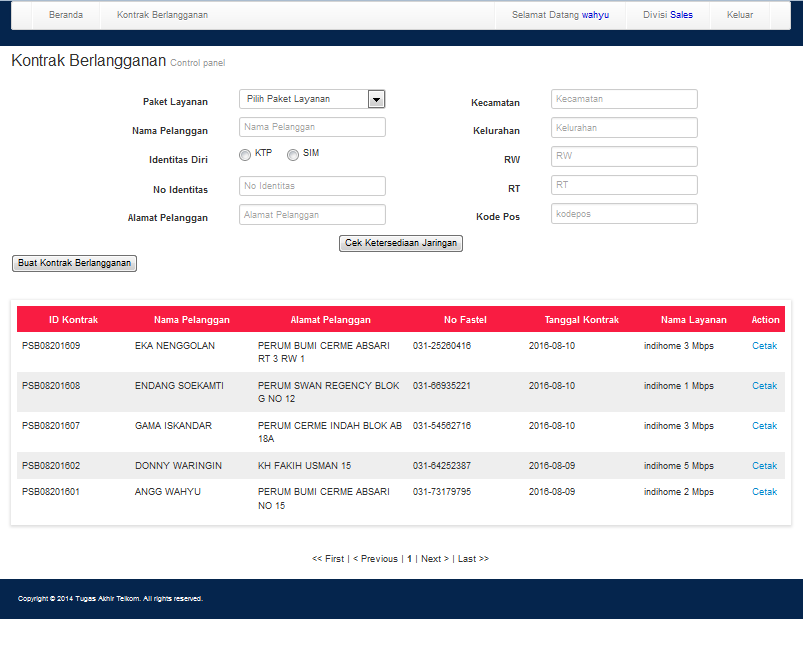 Beranda Kontrak Berlangganan Selamat Datang wahyu Divisi Sales Keluar
Kontrak Berlangganan Control panel
Paket Layanan Pilih Paket Layanan Kecamatan Kecamatan
Nama Pelanggan Nama Pelanggan Kelurahan Kelurahan
Identitas Diri KTP SIM RW RW
No Identitas No Identitas RT RT
Alamat Pelanggan Alamat Pelanggan Kode Pos kodepos
Cek Ketersediaan Jaringan
Buat Kontrak Berlangganan
ID Kontrak Nama Pelanggan Alamat Pelanggan No Fastel Tanggal Kontrak Nama Layanan Action
PSB08201609 EKA NENGGOLAN PERUM BUMI CERME ABSARI 031-25260416 2016-08-10 indihome 3 Mbps Cetak
RT 3 RW 1
PSB08201608 ENDANG SOEKAMTI PERUM SWAN REGENCY BLOK 031-66935221 2016-08-10 indihome 1 Mbps Cetak
G NO 12
PSB08201607 GAMA ISKANDAR PERUM CERME INDAH BLOK AB 031-54562716 2016-08-10 indihome 3 Mbps Cetak
18A
PSB08201602 DONNY WARINGIN KH FAKIH USMAN 15 031-64252387 2016-08-09 indihome 5 Mbps Cetak
PSB08201601 ANGG WAHYU PERUM BUMI CERME ABSARI 031-73179795 2016-08-09 indihome 2 Mbps Cetak
NO 15
<< First | < Previous | 1 | Next > | Last >>
Copyright © 2014 Tugas Akhir Telkom. All rights reserved.